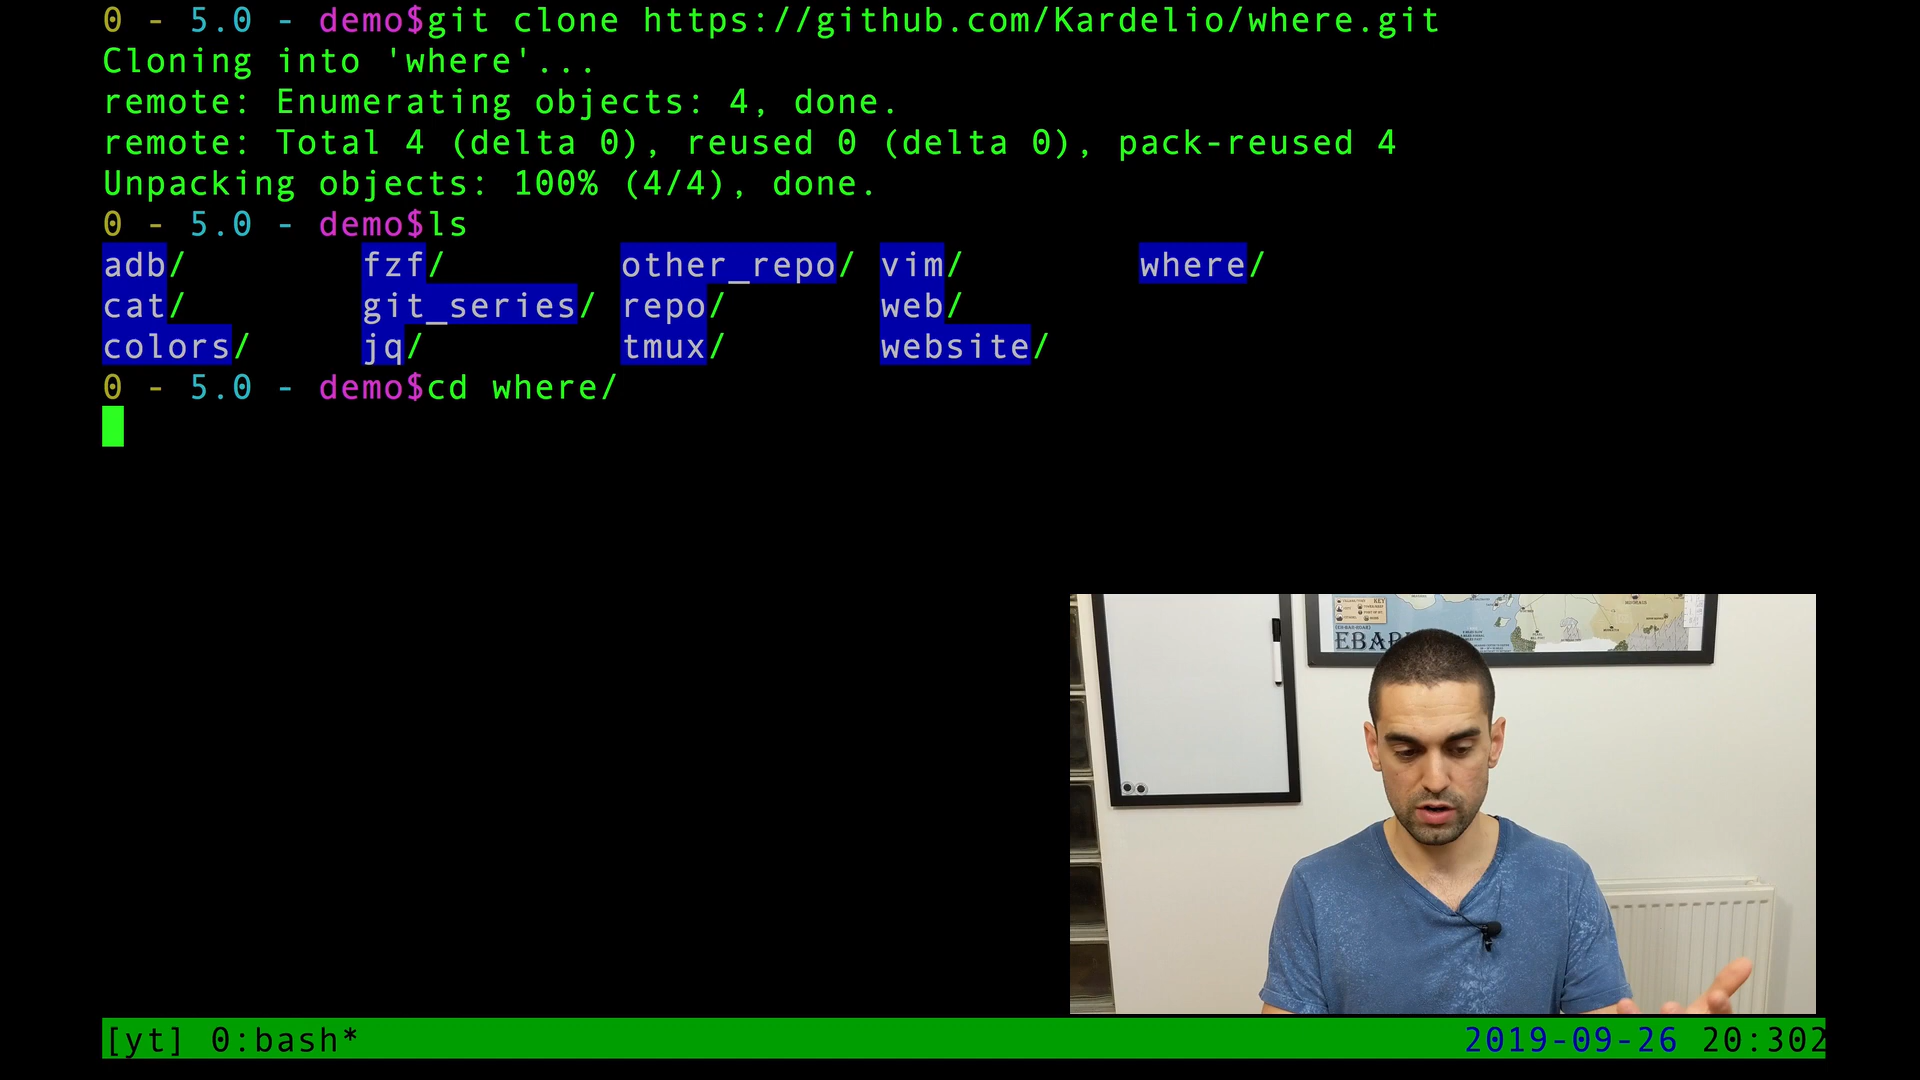 0 - 5.0 - demo$git clone https://github.com/Kardelio/where.git
Cloning into 'where'...
remote: Enumerating objects: 4, done.
remote: Total 4 (delta 0), reused 0 (delta 0), pack-reused 4
Unpacking objects: 100% (4/4), done.
0 - 5.0 - demo$ls
adb/ fzf/ other_repo/ vim/ where/
cat/ git_series/ repo/ web/
colors/ jq/ tmux/ website/
0 - 5.0 - demo$cd where/
KEY
[yt] 0:bash* 2019-09-26 20:302